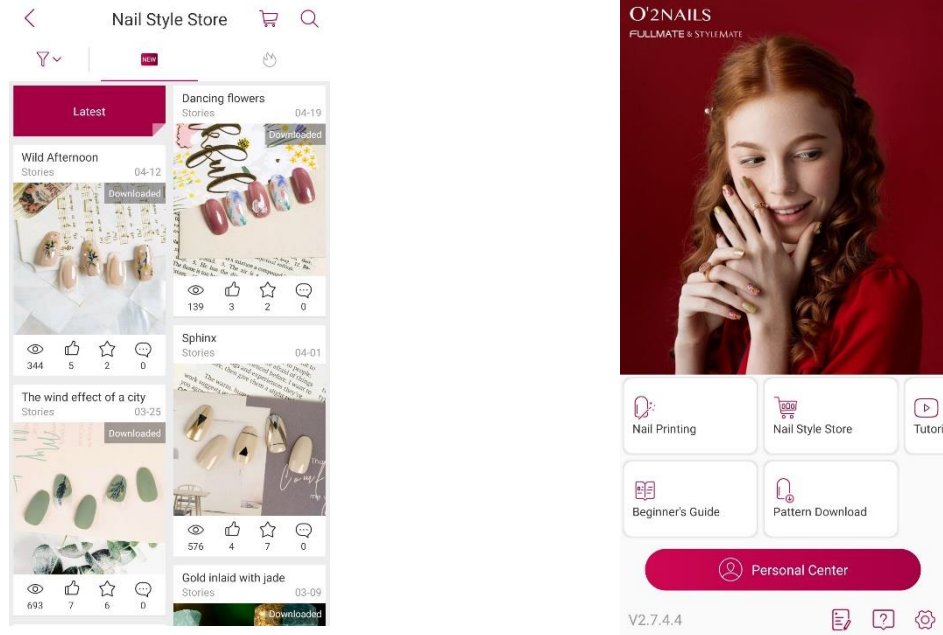 Nail Style Store
NEW
Latest
Wild Afternoon
Stories 04-12
Downloaded
344 5 2 0
The wind effect of a city
Stories 03-25
Downloaded
693 7 6 0
Dancing flowers
Stories 04-19
Downloaded
139 3 2 0
Sphinx
Stories 04-01
576 4 7 0
Gold inlaid with jade
Stories 03-09
Downloaded
O'2NAILS
FULLMATE & STYLEMATE
Nail Printing
Nail Style Store
Tutori
Beginner's Guide
Pattern Download
Personal Center
V2.7.4.4